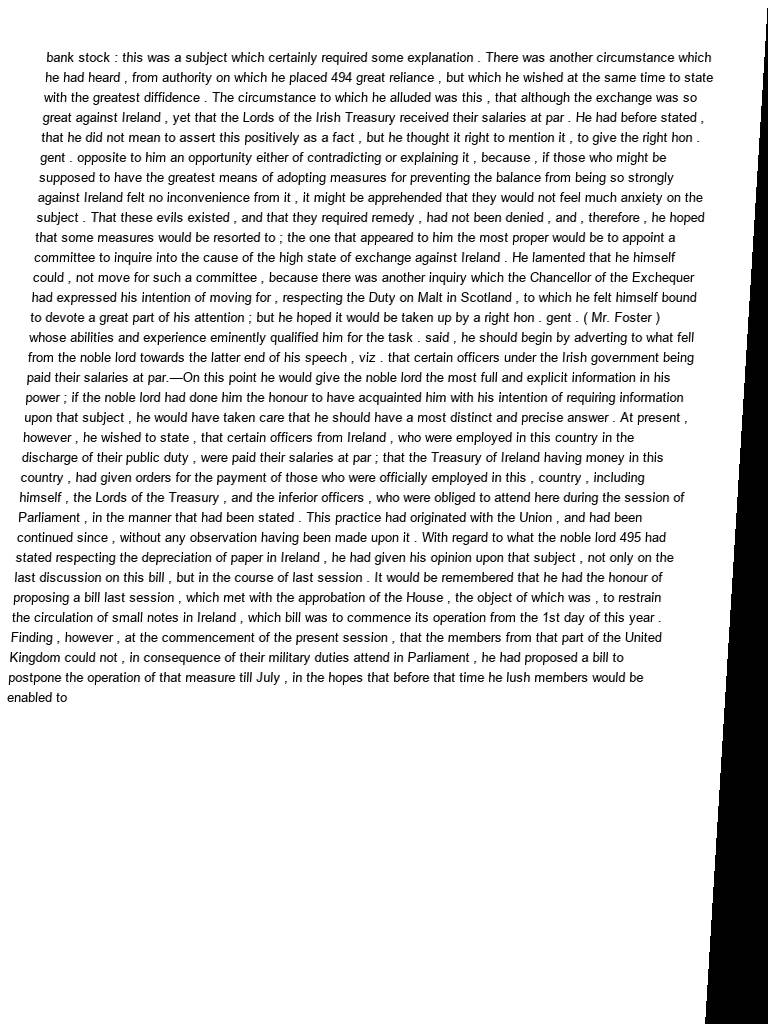 bank stock : this was a subject which certainly required some explanation . There was another circumstance which
he had heard , from authority on which he placed 494 great reliance , but which he wished at the same time to state
with the greatest diffidence . The circumstance to which he alluded was this , that although the exchange was so
great against Ireland , yet that the Lords of the Irish Treasury received their salaries at par . He had before stated ,
that he did not mean to assert this positively as a fact , but he thought it right to mention it , to give the right hon .
gent . opposite to him an opportunity either of contradicting or explaining it , because , if those who might be
supposed to have the greatest means of adopting measures for preventing the balance from being so strongly
against Ireland felt no inconvenience from it , it might be apprehended that they would not feel much anxiety on the
subject . That these evils existed , and that they required remedy , had not been denied , and , therefore , he hoped
that some measures would be resorted to ; the one that appeared to him the most proper would be to appoint a
committee to inquire into the cause of the high state of exchange against Ireland . He lamented that he himself
could , not move for such a committee , because there was another inquiry which the Chancellor of the Exchequer
had expressed his intention of moving for , respecting the Duty on Malt in Scotland , to which he felt himself bound
to devote a great part of his attention ; but he hoped it would be taken up by a right hon . gent . ( Mr. Foster )
whose abilities and experience eminently qualified him for the task . said , he should begin by adverting to what fell
from the noble lord towards the latter end of his speech , viz . that certain officers under the Irish government being
paid their salaries at par.—On this point he would give the noble lord the most full and explicit information in his
power ; if the noble lord had done him the honour to have acquainted him with his intention of requiring information
upon that subject , he would have taken care that he should have a most distinct and precise answer . At present ,
however , he wished to state , that certain officers from Ireland , who were employed in this country in the
discharge of their public duty , were paid their salaries at par ; that the Treasury of Ireland having money in this
country , had given orders for the payment of those who were officially employed in this , country , including
himself , the Lords of the Treasury , and the inferior officers , who were obliged to attend here during the session of
Parliament , in the manner that had been stated . This practice had originated with the Union , and had been
continued since , without any observation having been made upon it . With regard to what the noble lord 495 had
stated respecting the depreciation of paper in Ireland , he had given his opinion upon that subject , not only on the
last discussion on this bill , but in the course of last session . It would be remembered that he had the honour of
proposing a bill last session , which met with the approbation of the House , the object of which was , to restrain
the circulation of small notes in Ireland , which bill was to commence its operation from the 1st day of this year .
Finding , however , at the commencement of the present session , that the members from that part of the United
Kingdom could not , in consequence of their military duties attend in Parliament , he had proposed a bill to
postpone the operation of that measure till July , in the hopes that before that time he lush members would be
enabled to